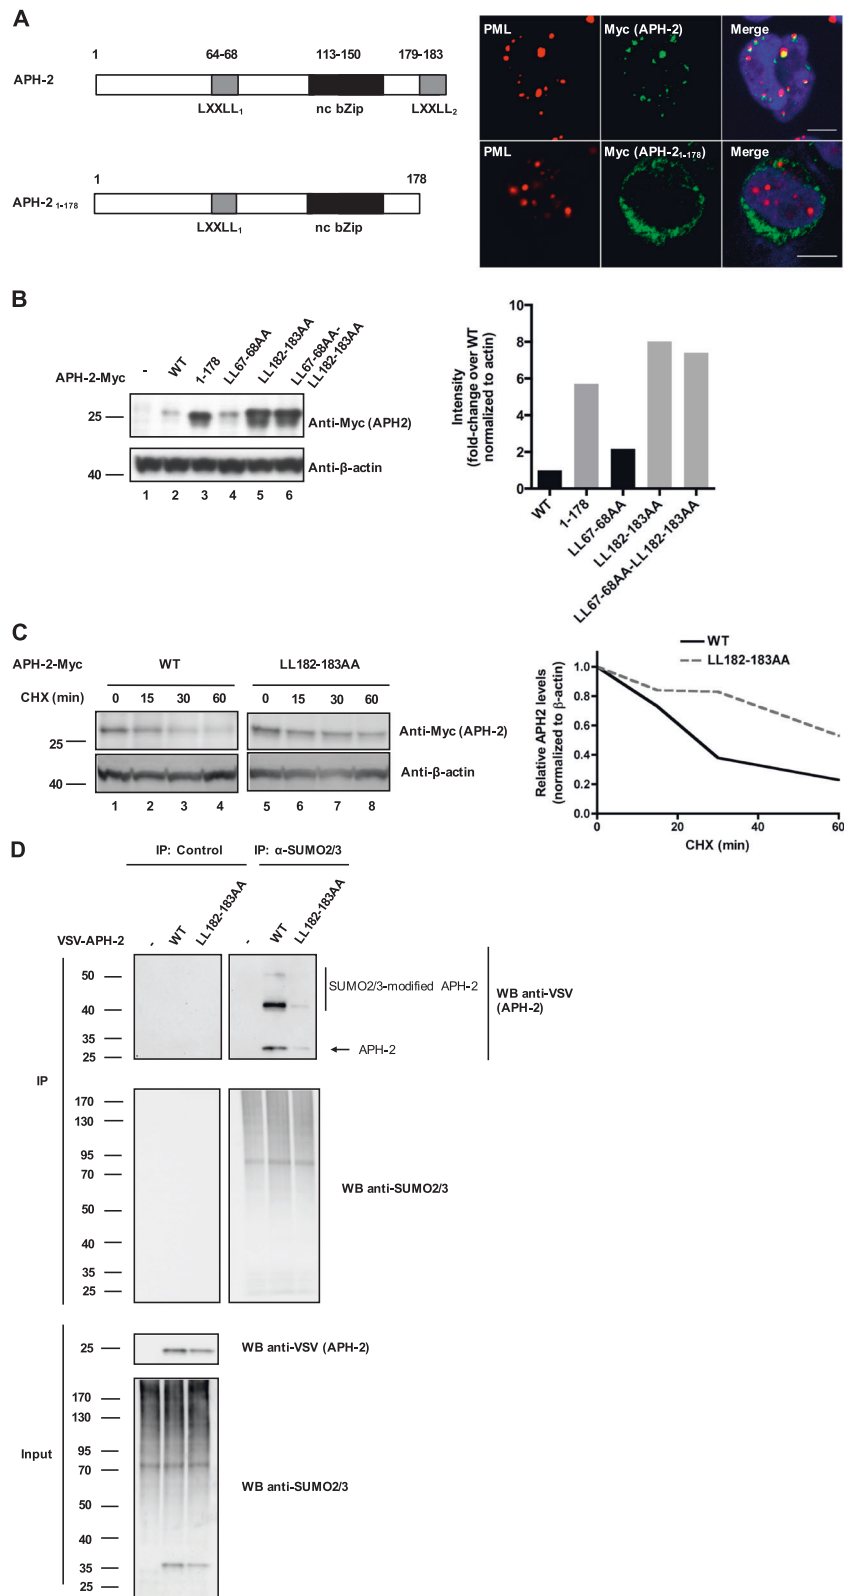 A
1 64-68 113-150 179-183
APH-2
LXXLL1 nc bZip LXXLL2
1 178
APH-2 1-178
LXXLL1 nc bZip
PML Myc (APH-2) Merge
PML Myc (APH-21-178) Merge
B
APH-2-Myc - WT 1-178 LL67-68AA LL182-183AA LL67-68AA-LL182-183AA
25 Anti-Myc (APH2)
40 Anti-β-actin
1 2 3 4 5 6
Intensity
(fold-change over WT
normalized to actin)
10
8
6
4
2
0
WT 1-178 LL67-68AA LL182-183AA LL67-68AA-LL182-183AA
C
APH-2-Myc WT LL182-183AA
CHX (min) 0 15 30 60 0 15 30 60
25 Anti-Myc (APH-2)
40 Anti-β-actin
1 2 3 4 5 6 7 8
WT
LL182-183AA
Relative APH2 levels
(normalized to β-actin)
1.0
0.8
0.6
0.4
0.2
0.0
0 20 40 60
CHX (min)
D
IP: Control IP: α-SUMO2/3
VSV-APH-2 - WT LL182-183AA - WT LL182-183AA
50
40
35
25
SUMO2/3-modified APH-2
APH-2
WB anti-VSV
(APH-2)
IP
170
130
95
70
50
40
35
25
WB anti-SUMO2/3
25 WB anti-VSV (APH-2)
Input
170
130
95
70
50
40
35
25
WB anti-SUMO2/3